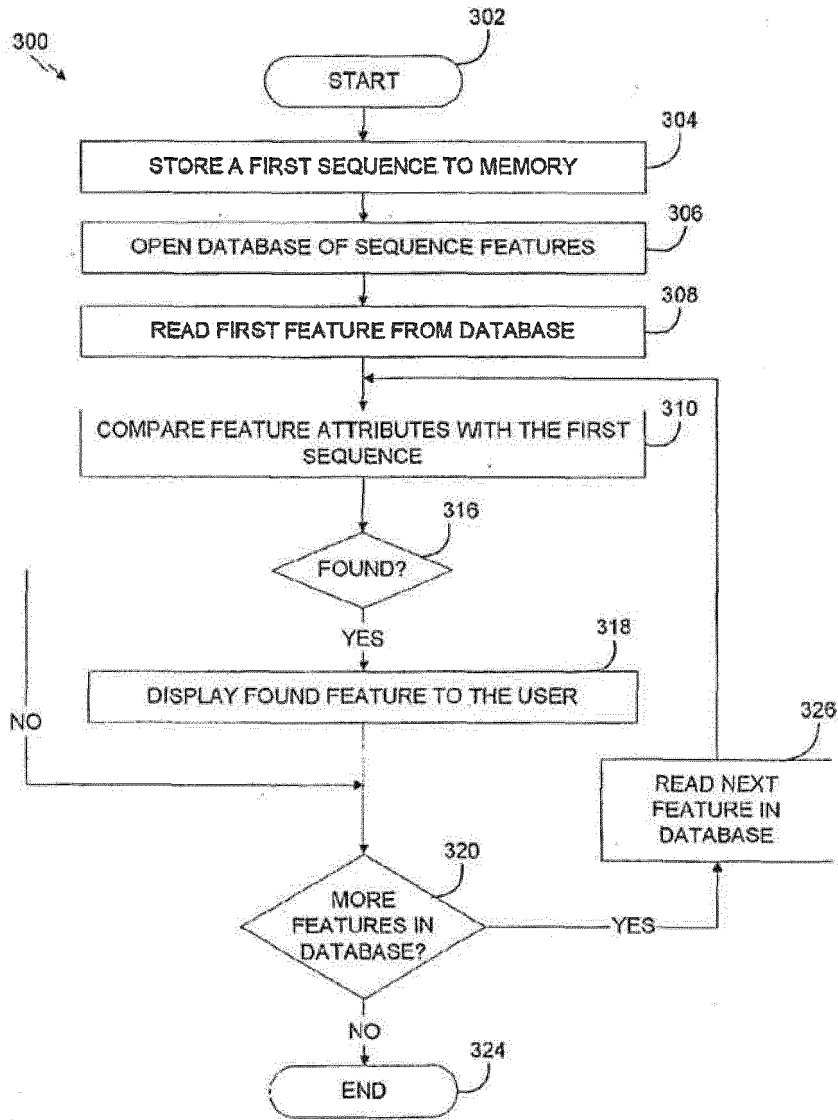 300
302
START
304
STORE A FIRST SEQUENCE TO MEMORY
306
OPEN DATABASE OF SEQUENCE FEATURES
308
READ FIRST FEATURE FROM DATABASE
310
COMPARE FEATURE ATTRIBUTES WITH THE FIRST
SEQUENCE
316
FOUND?
YES
318
DISPLAY FOUND FEATURE TO THE USER
NO
326
READ NEXT
FEATURE IN
DATABASE
320
MORE
FEATURES IN
DATABASE?
YES
NO
324
END